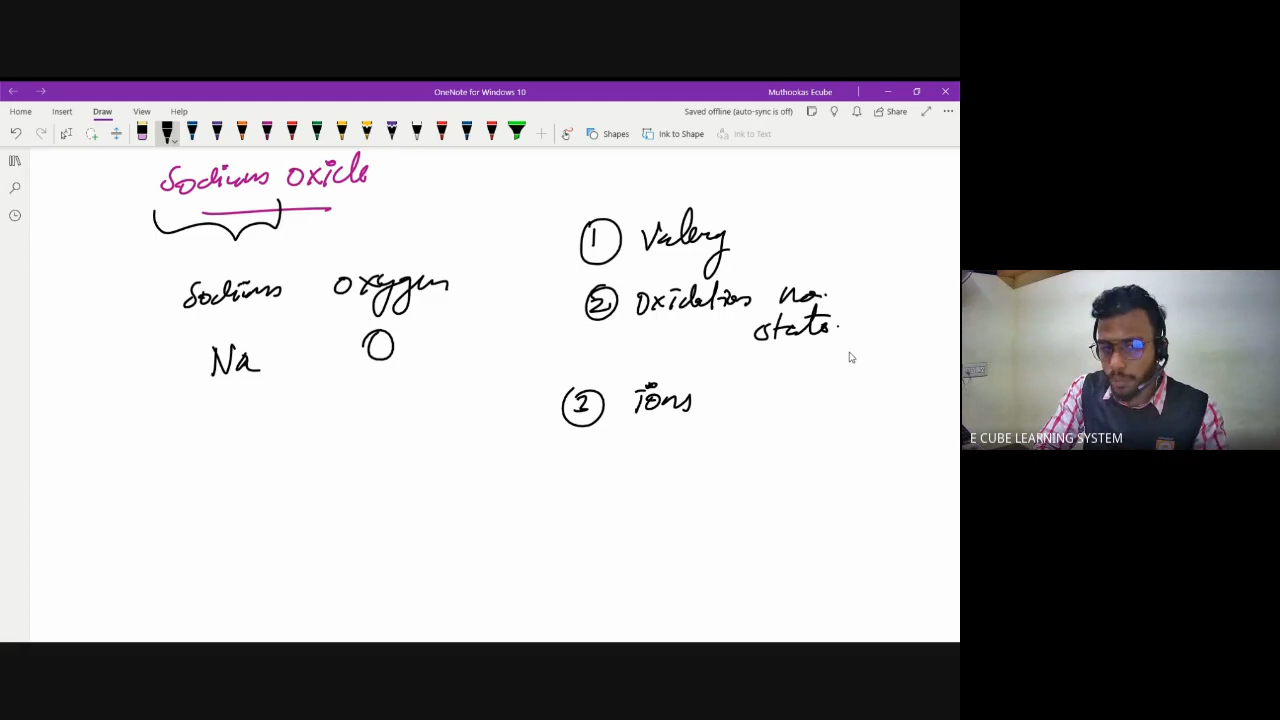 OneNote for Windows 10
Muthookas Ecube
Home Insert Draw View Help
Saved offline (auto-sync is off)
Share
Shapes
Ink to Shape
Ink to Text
Sodium oxide
Sodium oxygen
Na O
① Valency
② oxidation no.
state.
① ions
E CUBE LEARNING SYSTEM